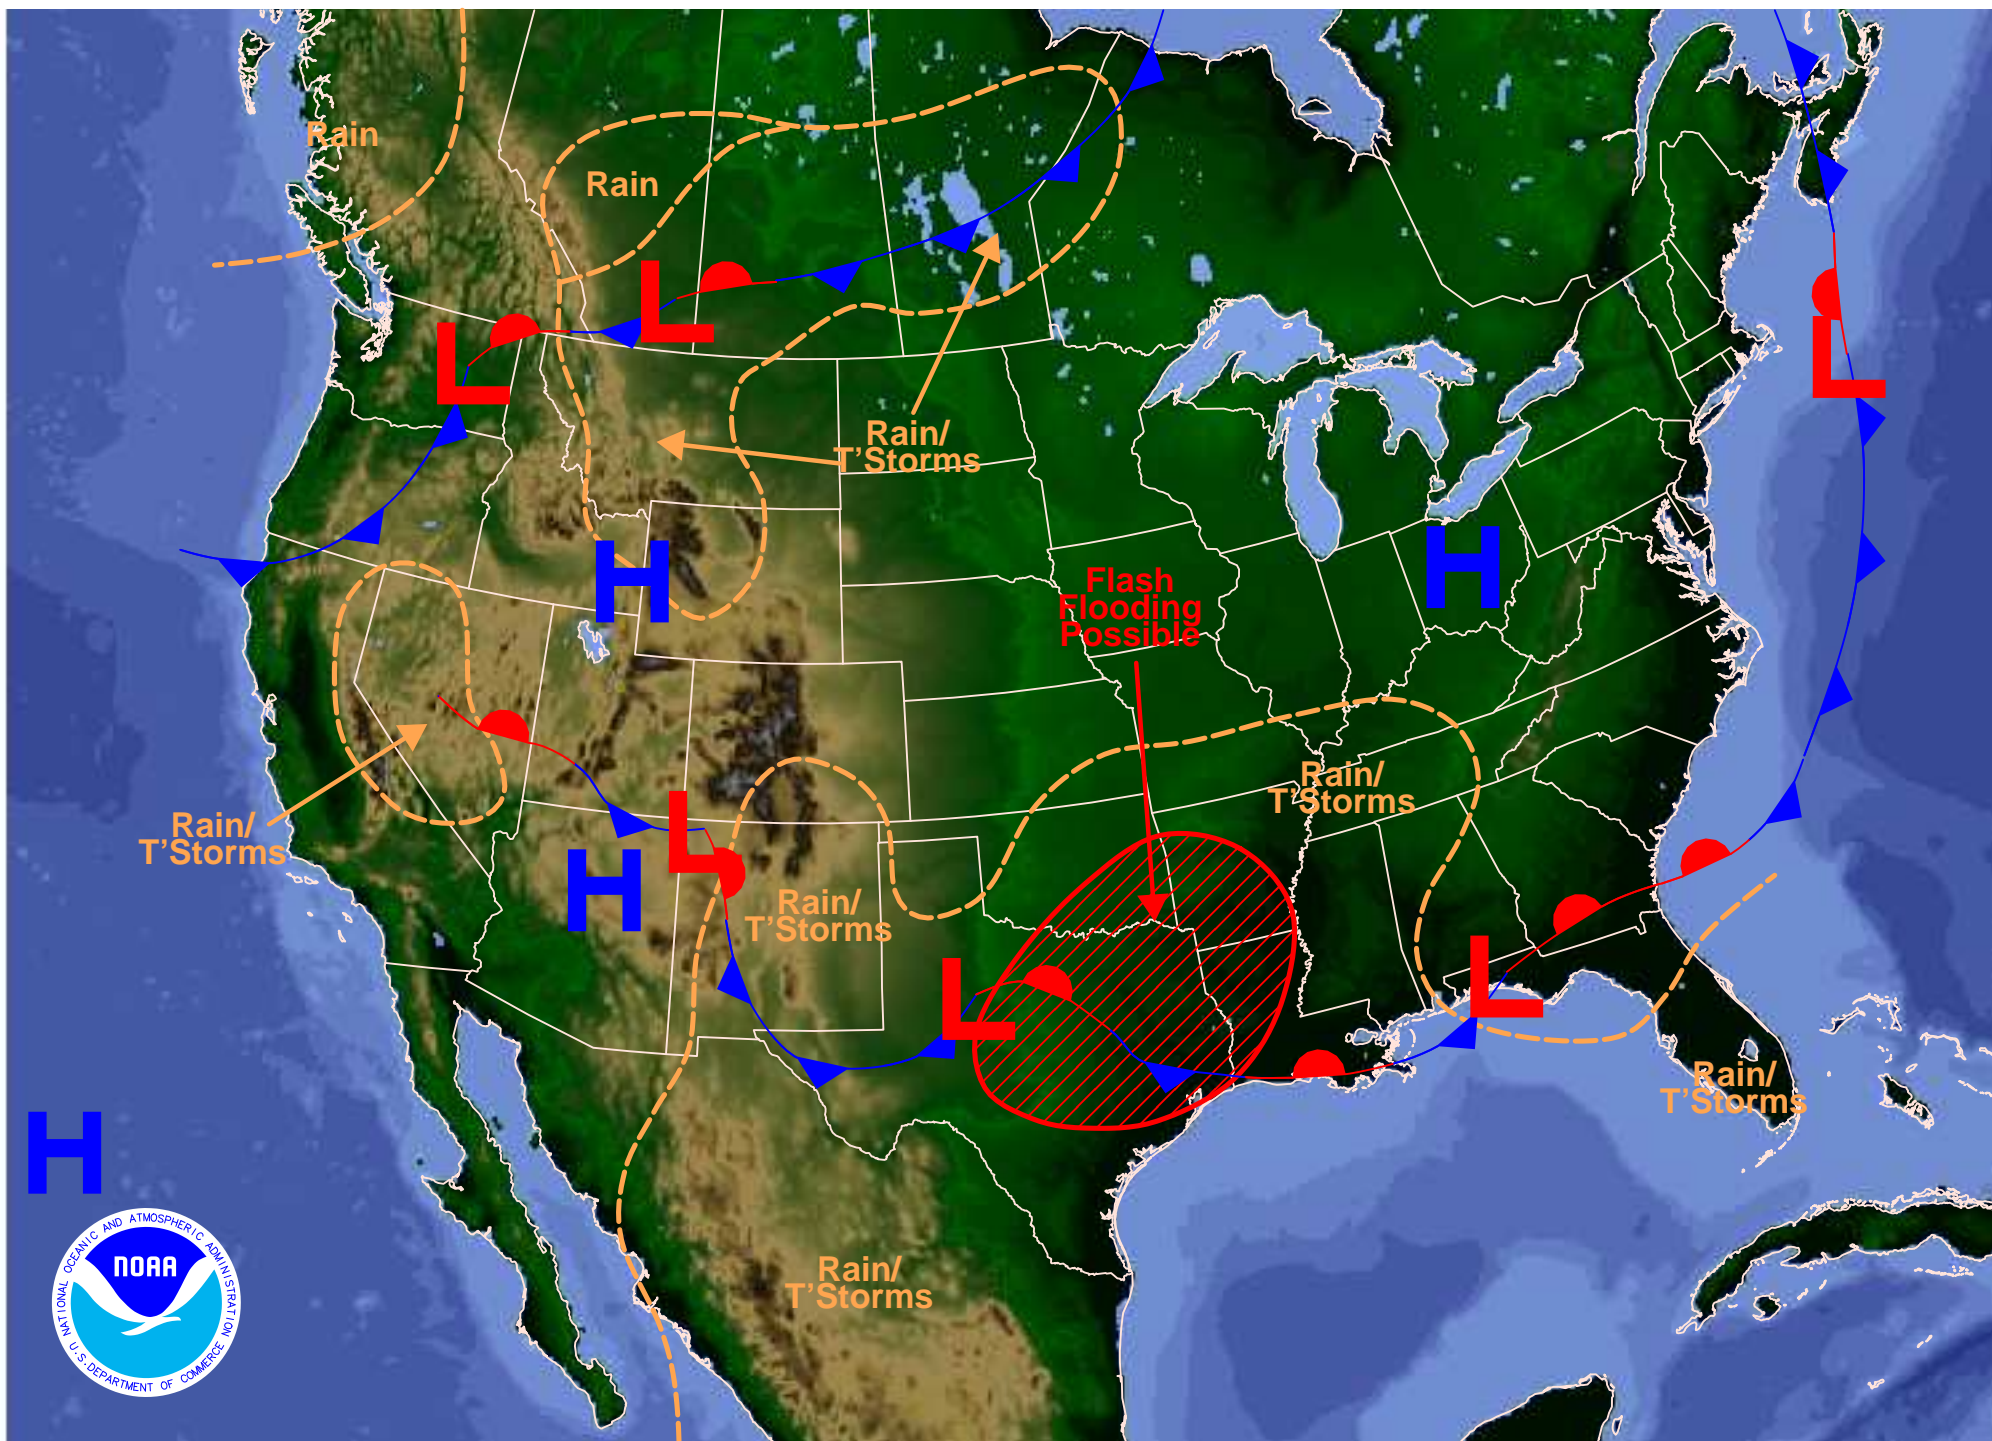 Rain
Rain
L
L
L
Rain/
T'Storms
H
H
Flash
Flooding
Possible
Rain/
T'Storms
Rain/
T'Storms
L
H
Rain/
T'Storms
L
L
Rain/
T'Storms
H
Rain/
T'Storms
NATIONAL OCEANIC AND ATMOSPHERIC ADMINISTRATION
NOAA
U.S. DEPARTMENT OF COMMERCE